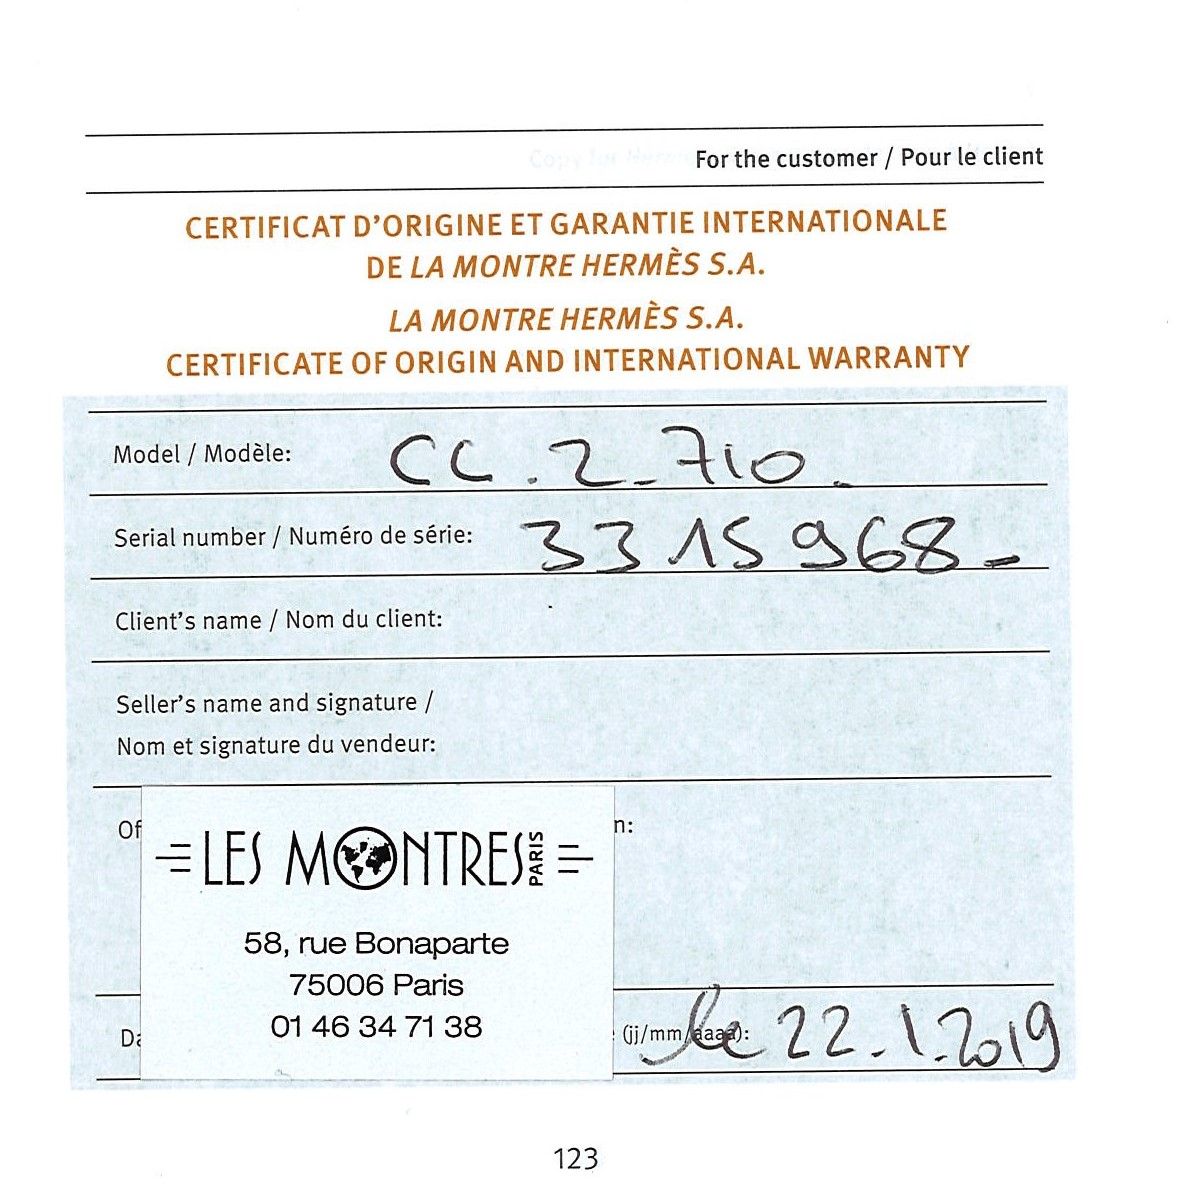 For the customer / Pour le client
CERTIFICAT D'ORIGINE ET GARANTIE INTERNATIONALE
DE LA MONTRE HERMÈS S.A.
LA MONTRE HERMÈS S.A.
CERTIFICATE OF ORIGIN AND INTERNATIONAL WARRANTY
Model / Modèle: CC. 2_ 710.
Serial number / Numéro de série: 3315968-
Client's name / Nom du client:
Seller's name and signature /
Nom et signature du vendeur:
LES MONTRES PARIS
58, rue Bonaparte
75006 Paris
01 46 34 71 38
(jj/mm/aaaa): le 22.1.2019
123